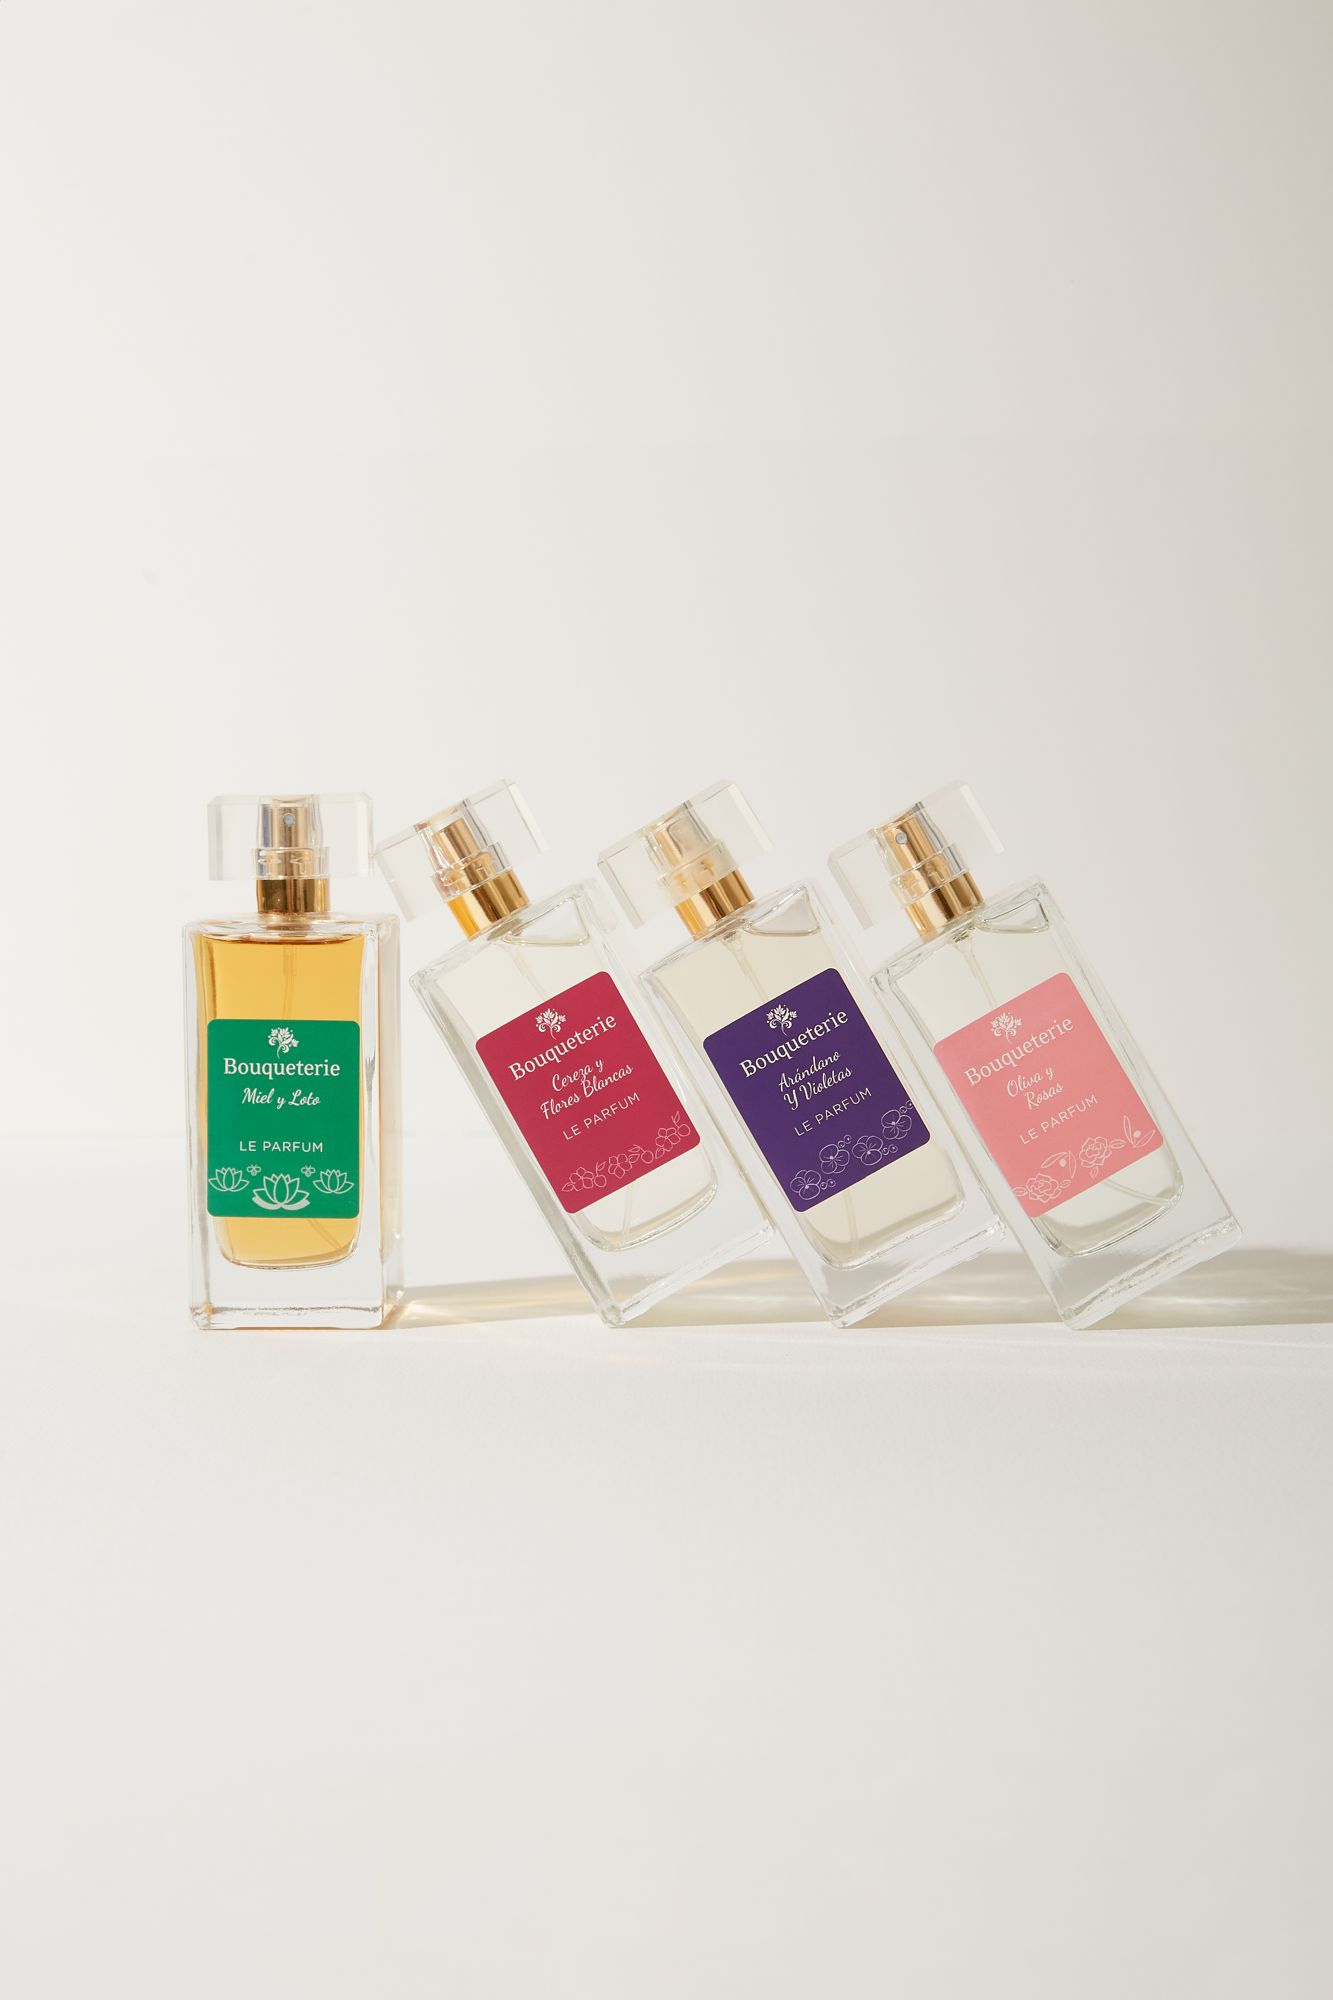 Bouqueterie
Miel y Loto
LE PARFUM
Bouqueterie
Cereza y
Flores Blancas
LE PARFUM
Bouqueterie
Arándano
Y Violetas
LE PARFUM
Bouqueterie
Oliva y
Rosas
LE PARFUM